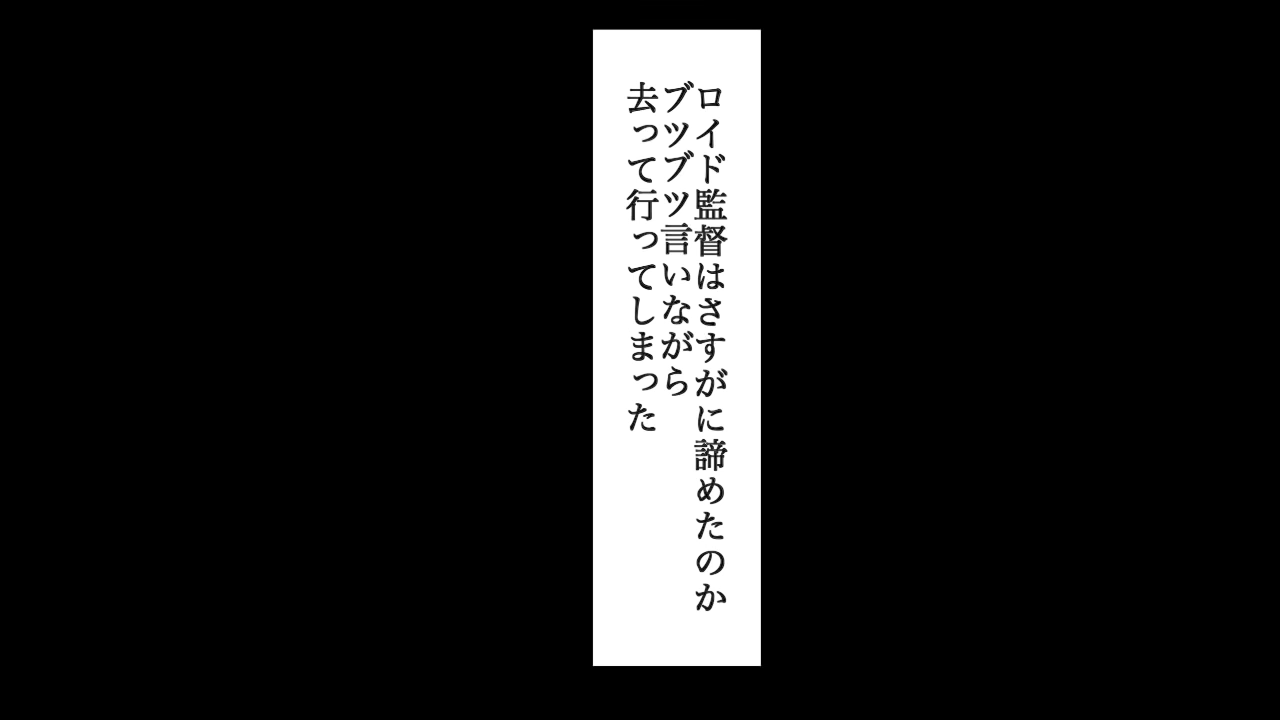 ロイド監督はさすがに諦めたのか
ブツブツ言いながら
去って行ってしまった